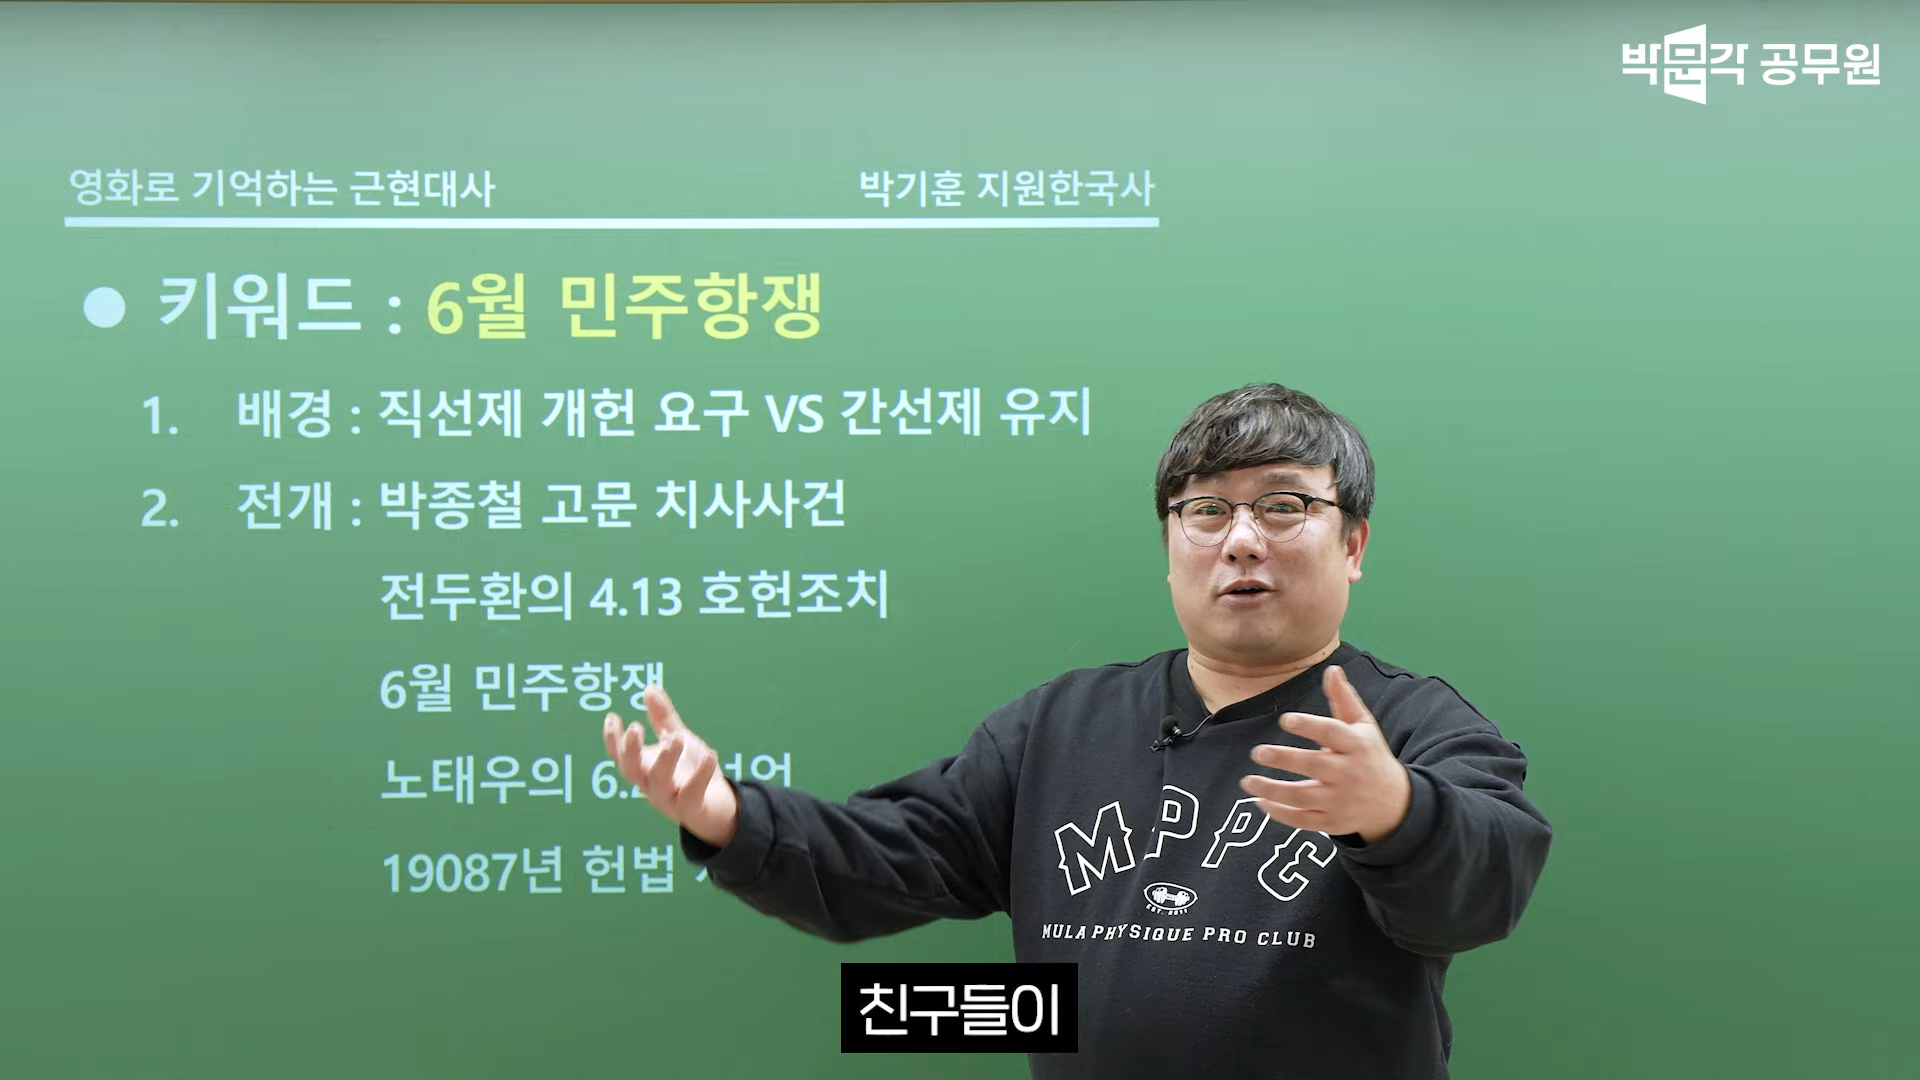 박문각 공무원
영화로 기억하는 근현대사 박기훈 지원한국사
● 키워드 : 6월 민주항쟁
1. 배경 : 직선제 개헌 요구 VS 간선제 유지
2. 전개 : 박종철 고문 치사사건
전두환의 4.13 호헌조치
6월 민주항쟁
노태우의
19087년 헌법
MPPC
EST. 2017
MULA PHYSIQUE PRO CLUB
친구들이